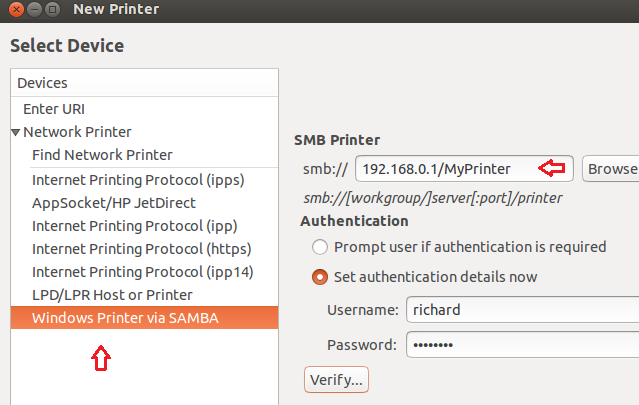 New Printer
Select Device
Devices
Enter URI
Network Printer
Find Network Printer
Internet Printing Protocol (ipps)
AppSocket/HP JetDirect
Internet Printing Protocol (ipp)
Internet Printing Protocol (https)
Internet Printing Protocol (ipp14)
LPD/LPR Host or Printer
Windows Printer via SAMBA
SMB Printer
smb:// 192.168.0.1/MyPrinter Browse
smb://[workgroup/]server[:port]/printer
Authentication
Prompt user if authentication is required
Set authentication details now
Username: richard
Password: ••••••••
Verify...